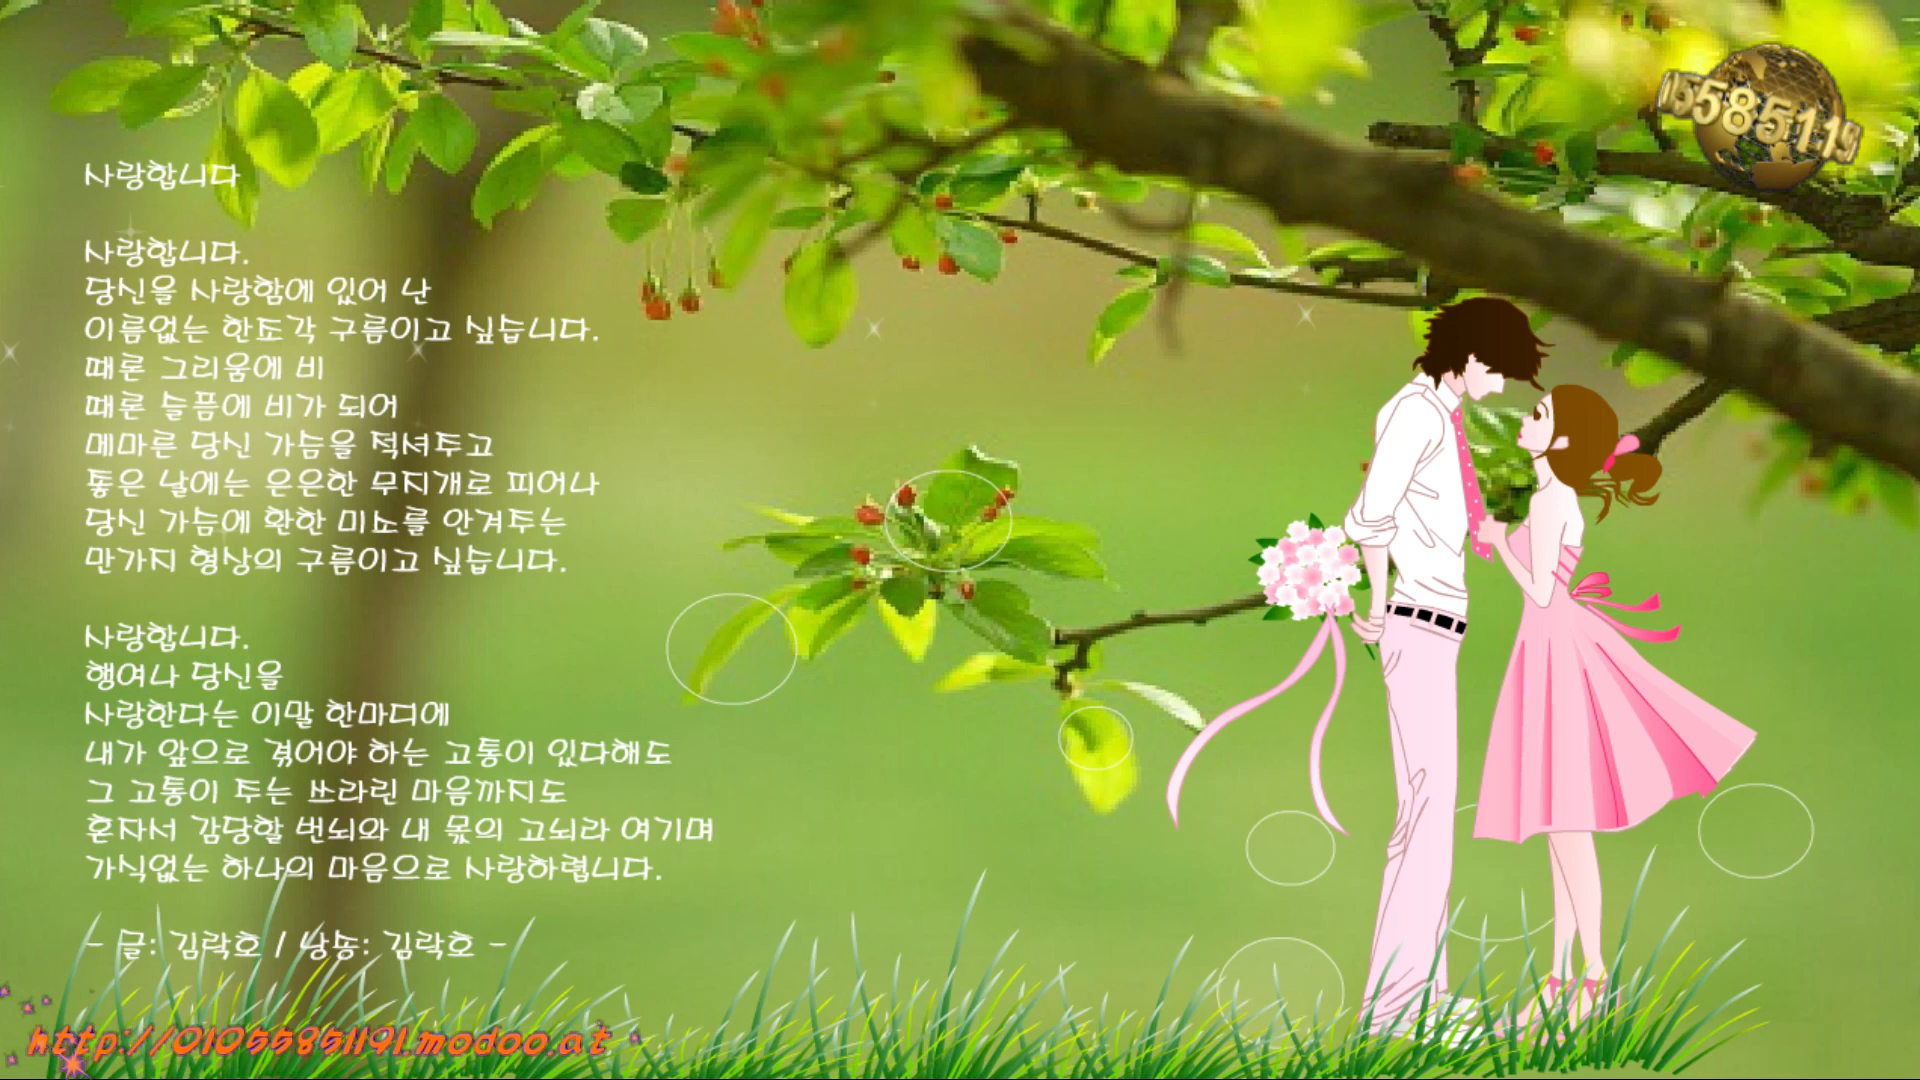 사랑합니다
사랑합니다.
당신을 사랑함에 있어 난
이름없는 한조각 구름이고 싶습니다.
때론 그리움에 비
때론 슬픔에 비가 되어
메마른 당신 가슴을 적셔주고
좋은 날에는 은은한 무지개로 피어나
당신 가슴에 환한 미소를 안겨주는
만가지 형상의 구름이고 싶습니다.
사랑합니다.
행여나 당신을
사랑한다는 이말 한마디에
내가 앞으로 겪어야 하는 고통이 있다해도
그 고통이 주는 쓰라린 마음까지도
혼자서 감당할 번뇌와 내 몫의 고뇌라 여기며
가식없는 하나의 마음으로 사랑하렵니다.
- 글: 김락호 / 낭송: 김락호 -
http://01055851191.modoo.at